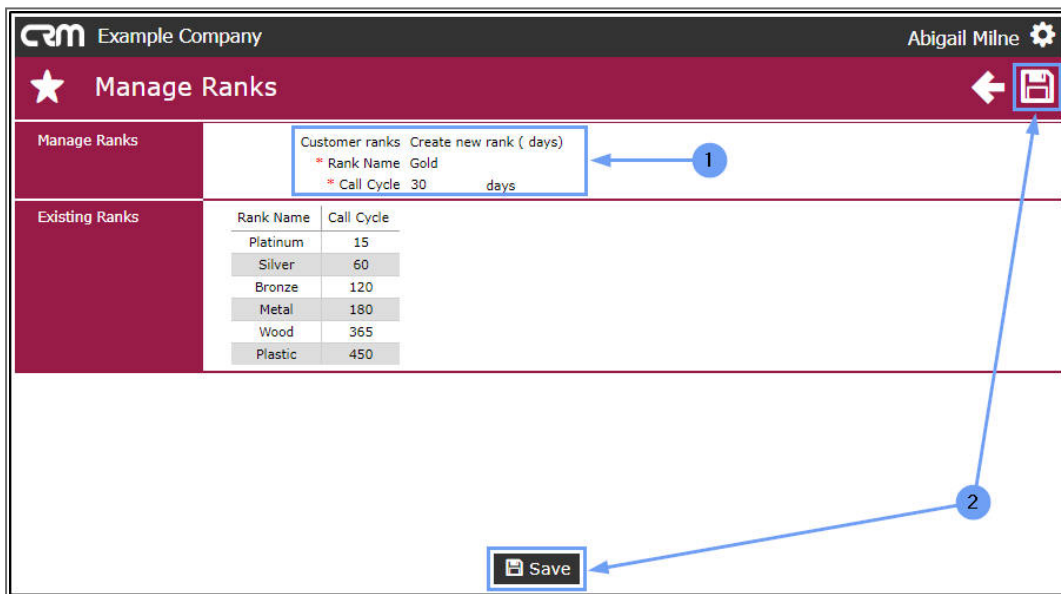 CRM Example Company Abigail Milne
Manage Ranks
Manage Ranks
Customer ranks Create new rank ( days)
* Rank Name Gold
* Call Cycle 30 days
1
Existing Ranks
Rank Name Call Cycle
Platinum 15
Silver 60
Bronze 120
Metal 180
Wood 365
Plastic 450
2
Save